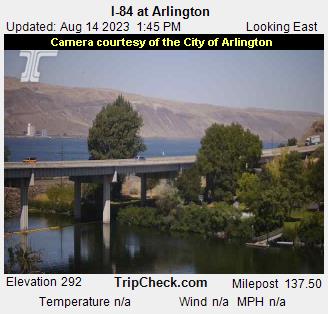 I-84 at Arlington
Updated: Aug 14 2023 1:45 PM Looking East
Camera courtesy of the City of Arlington
Elevation 292 TripCheck.com Milepost 137.50
Temperature n/a Wind n/a MPH n/a